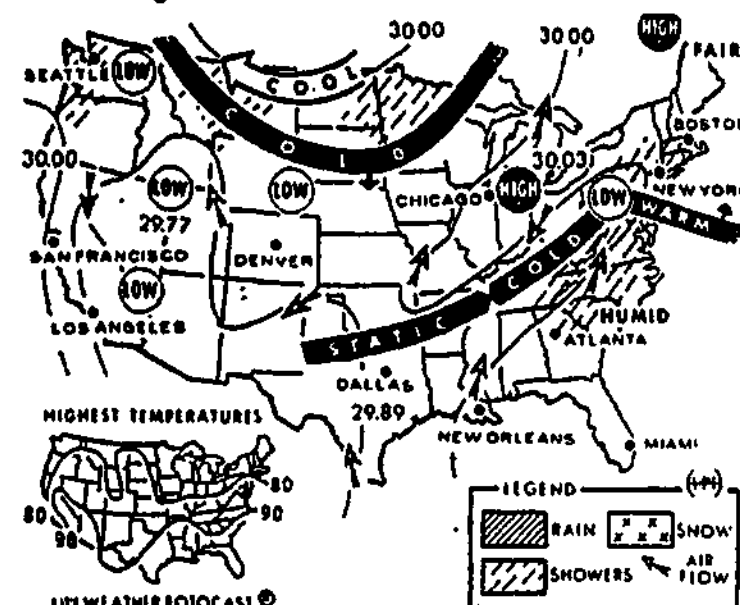 HIGH
FAIR
30.00
30.00
SEATTLE
LOW
COOL
COLD
BOSTON
30.00
30.03
LOW
LOW
CHICAGO
HIGH
LOW
NEW YORK
WARM
29.77
SAN FRANCISCO
DENVER
COLD
LOW
LOS ANGELES
STATIC
HUMID
ATLANTA
DALLAS
29.89
HIGHEST TEMPERATURES
NEW ORLEANS
MIAMI
80
80
90
90
LEGEND
(UPI)
RAIN
SNOW
SHOWERS
AIR FLOW
UPI WEATHER FOTOCAST